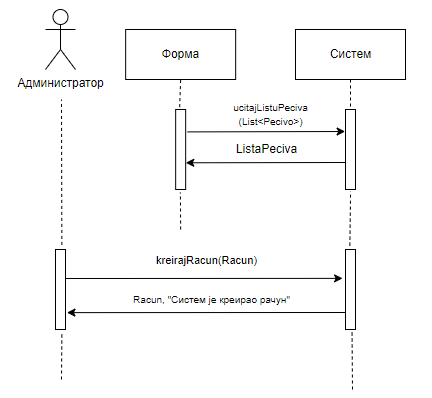 Администратор
Форма
Систем
ucitajListuPeciva
(List<Pecivo>)
ListaPeciva
kreirajRacun(Racun)
Racun, "Систем је креирао рачун"